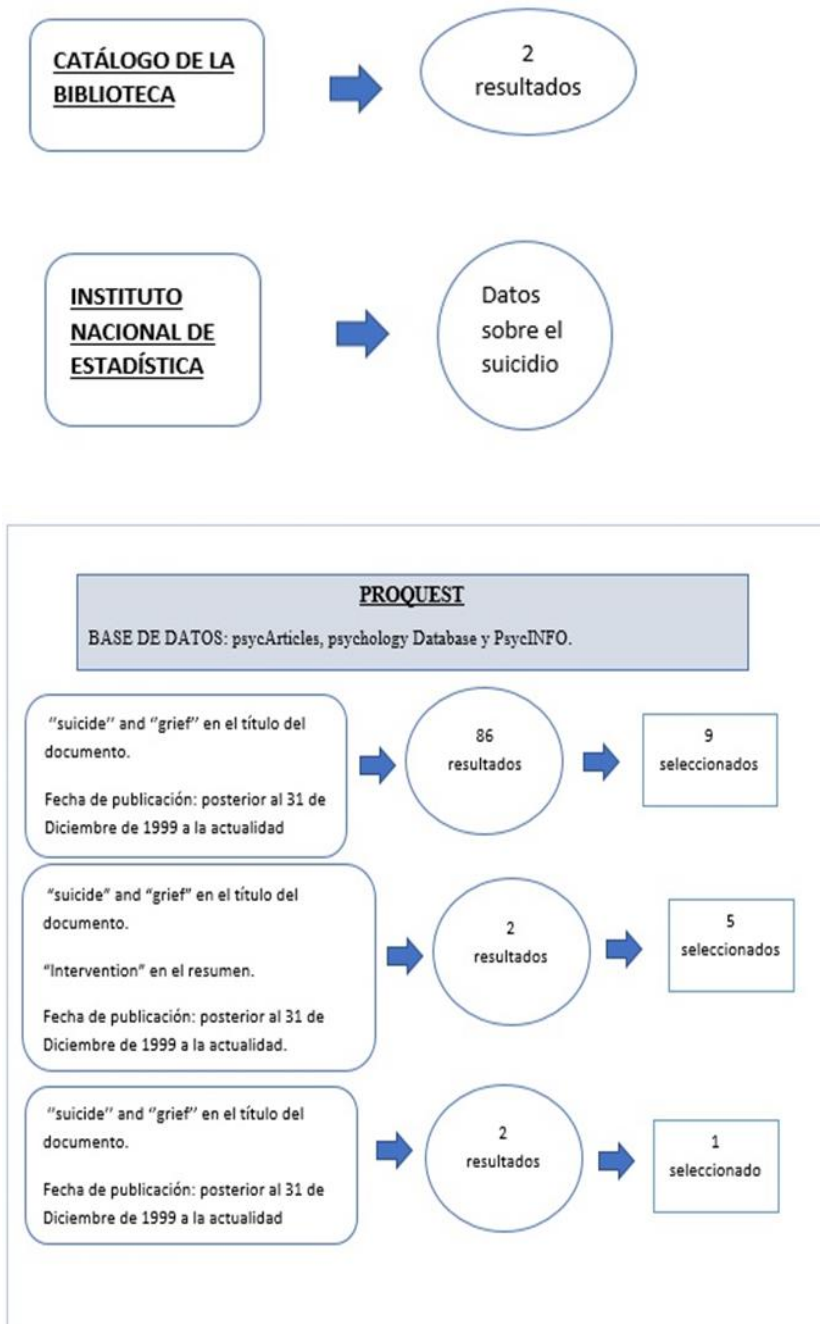 CATÁLOGO DE LA
BIBLIOTECA
2
resultados
INSTITUTO
NACIONAL DE
ESTADÍSTICA
Datos
sobre el
suicidio
PROQUEST
BASE DE DATOS: psycArticles, psychology Database y PsycINFO.
“suicide” and “grief” en el título del
documento.
Fecha de publicación: posterior al 31 de
Diciembre de 1999 a la actualidad
86
resultados
9
seleccionados
“suicide” and “grief” en el título del
documento.
“Intervention” en el resumen.
Fecha de publicación: posterior al 31 de
Diciembre de 1999 a la actualidad.
2
resultados
5
seleccionados
“suicide” and “grief” en el título del
documento.
Fecha de publicación: posterior al 31 de
Diciembre de 1999 a la actualidad
2
resultados
1
seleccionado